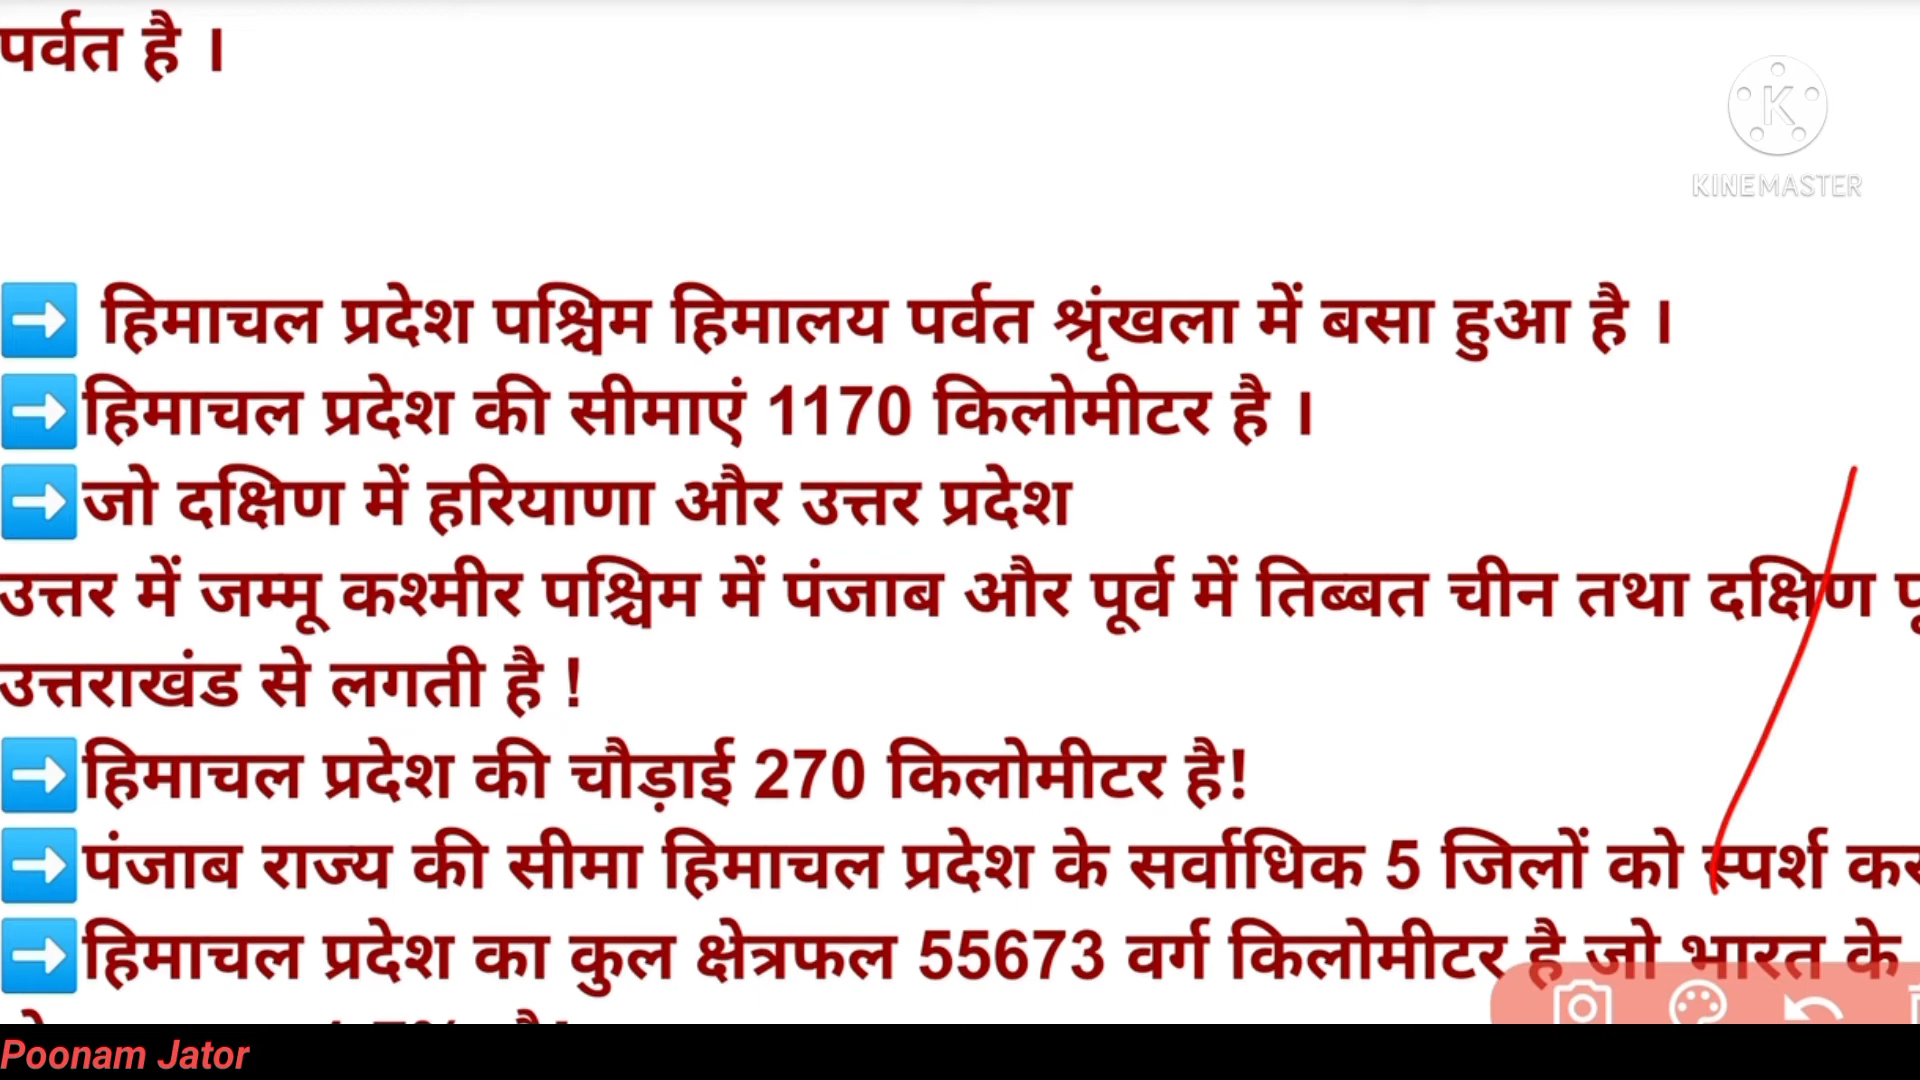 पर्वत है ।
KINEMASTER
➡ हिमाचल प्रदेश पश्चिम हिमालय पर्वत श्रृंखला में बसा हुआ है ।
➡हिमाचल प्रदेश की सीमाएं 1170 किलोमीटर है ।
➡जो दक्षिण में हरियाणा और उत्तर प्रदेश
उत्तर में जम्मू कश्मीर पश्चिम में पंजाब और पूर्व में तिब्बत चीन तथा दक्षिण
उत्तराखंड से लगती है !
➡हिमाचल प्रदेश की चौड़ाई 270 किलोमीटर है!
➡पंजाब राज्य की सीमा हिमाचल प्रदेश के सर्वाधिक 5 जिलों को स्पर्श
➡हिमाचल प्रदेश का कुल क्षेत्रफल 55673 वर्ग किलोमीटर है जो भारत के
Poonam Jator